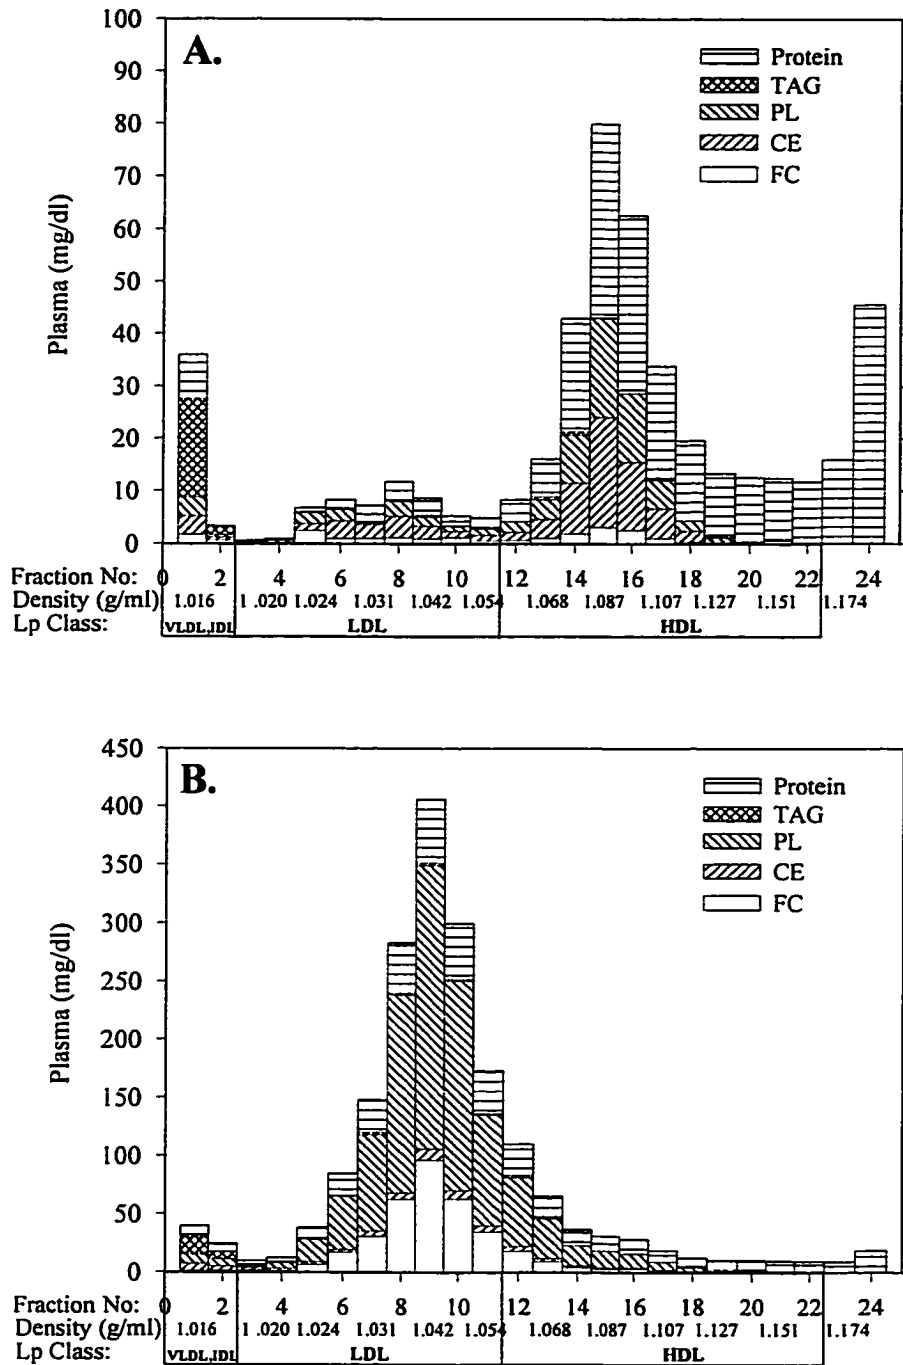 A.
100
90
80
70
60
50
40
30
20
10
0
Plasma (mg/dl)
Protein
TAG
PL
CE
FC
Fraction No: 0 2 4 6 8 10 12 14 16 18 20 22 24
Density (g/ml) 1.016 1.020 1.024 1.031 1.042 1.054 1.068 1.087 1.107 1.127 1.151 1.174
Lp Class: VLDL,IDL LDL HDL
B.
450
400
350
300
250
200
150
100
50
0
Plasma (mg/dl)
Protein
TAG
PL
CE
FC
Fraction No: 0 2 4 6 8 10 12 14 16 18 20 22 24
Density (g/ml) 1.016 1.020 1.024 1.031 1.042 1.054 1.068 1.087 1.107 1.127 1.151 1.174
Lp Class: VLDL,IDL LDL HDL